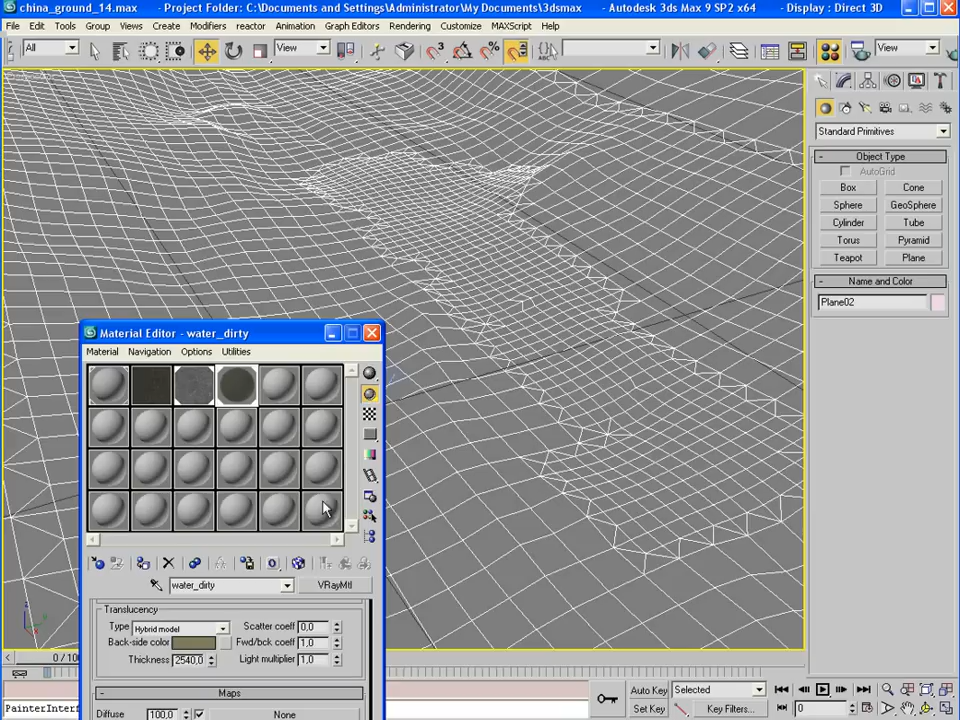 china_ground_14.max - Project Folder: C:\Documents and Settings\Administrator\My Documents\3dsmax - Autodesk 3ds Max 9 SP2 x64 - Display : Direct 3D
File Edit Tools Group Views Create Modifiers reactor Animation Graph Editors Rendering Customize MAXScript Help
All View View
Standard Primitives
- Object Type
AutoGrid
Box Cone
Sphere GeoSphere
Cylinder Tube
Torus Pyramid
Teapot Plane
- Name and Color
Plane02
Material Editor - water_dirty
Material Navigation Options Utilities
water_dirty VRayMtl
Translucency
Type Hybrid model Scatter coeff 0,0
Back-side color Fwd/bck coeff 1,0
Thickness 2540,0 Light multiplier 1,0
- Maps
Diffuse 100,0 None
0 / 100
Auto Key Selected
Set Key Key Filters... 0
PainterInterf